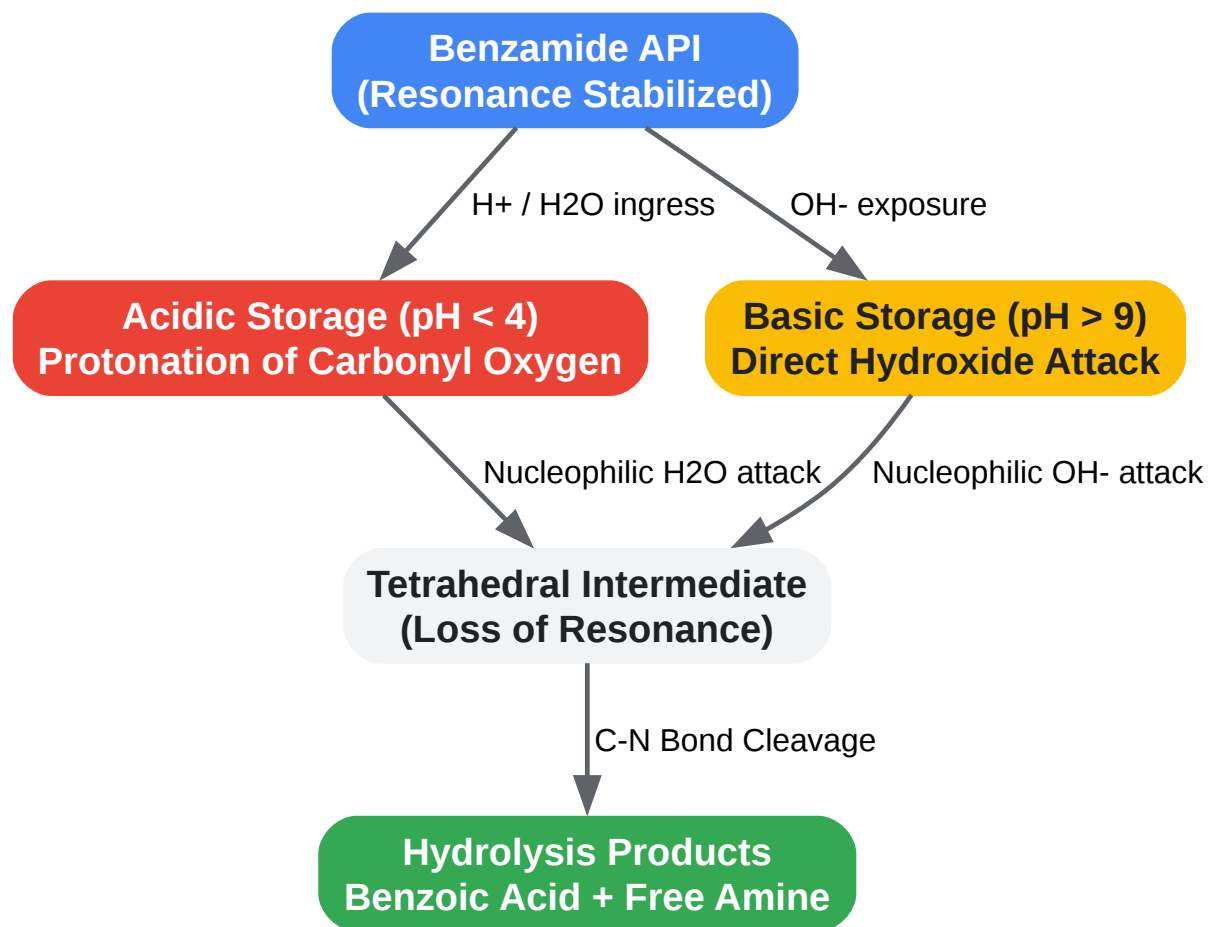 Benzamide API
(Resonance Stabilized)
H+ / H2O ingress
OH- exposure
Acidic Storage (pH < 4)
Protonation of Carbonyl Oxygen
Basic Storage (pH > 9)
Direct Hydroxide Attack
Nucleophilic H2O attack
Nucleophilic OH- attack
Tetrahedral Intermediate
(Loss of Resonance)
C-N Bond Cleavage
Hydrolysis Products
Benzoic Acid + Free Amine